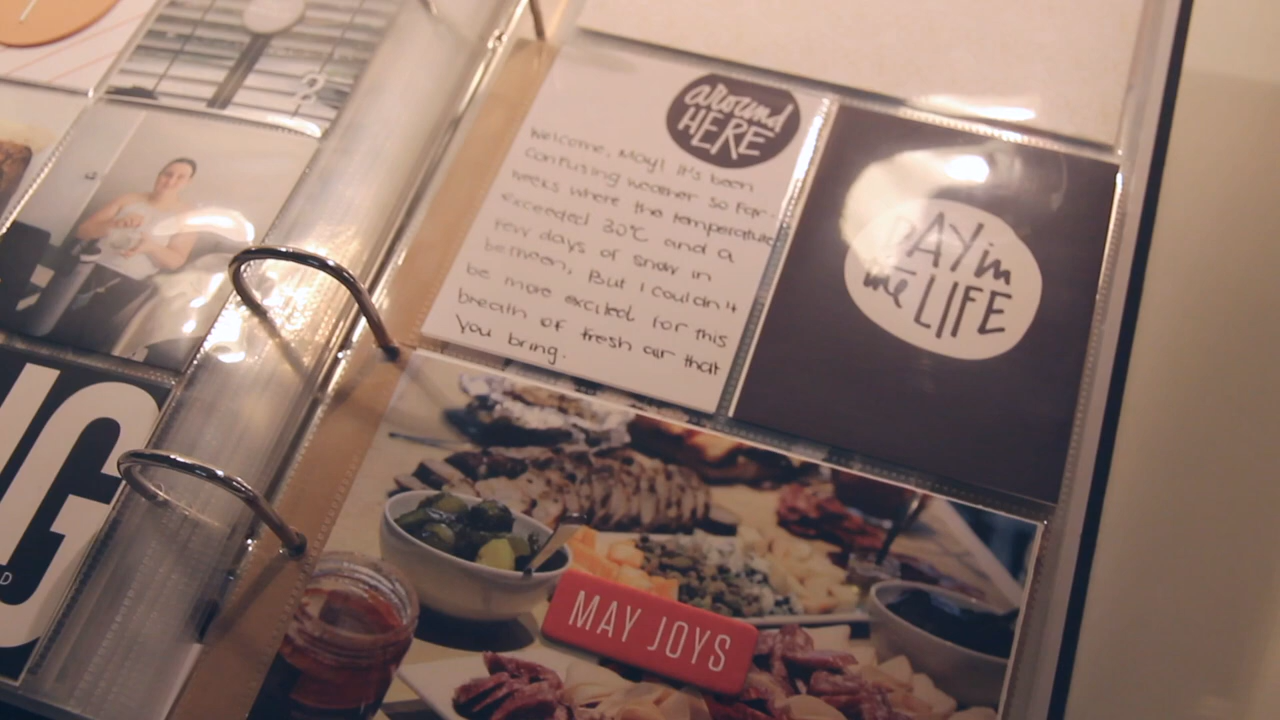 around
HERE
Welcome, May! It's been
confusing weather so far -
weeks where the temperature
exceeded 30°C and a
few days of snow in
between, But I couldn't
be more excited for this
breath of fresh air that
you bring.
DAY in
the LIFE
MAY JOYS